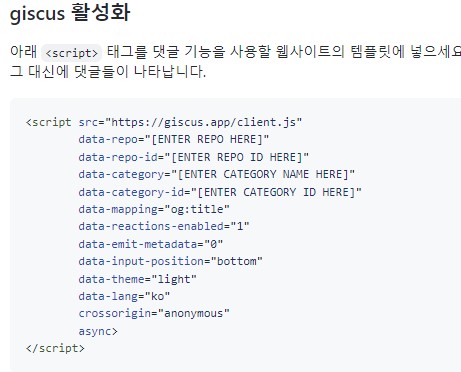 giscus 활성화
아래 <script> 태그를 댓글 기능을 사용할 웹사이트의 템플릿에 넣으세요
그 대신에 댓글들이 나타납니다.
<script src="https://giscus.app/client.js"
data-repo="[ENTER REPO HERE]"
data-repo-id="[ENTER REPO ID HERE]"
data-category="[ENTER CATEGORY NAME HERE]"
data-category-id="[ENTER CATEGORY ID HERE]"
data-mapping="og:title"
data-reactions-enabled="1"
data-emit-metadata="0"
data-input-position="bottom"
data-theme="light"
data-lang="ko"
crossorigin="anonymous"
async>
</script>